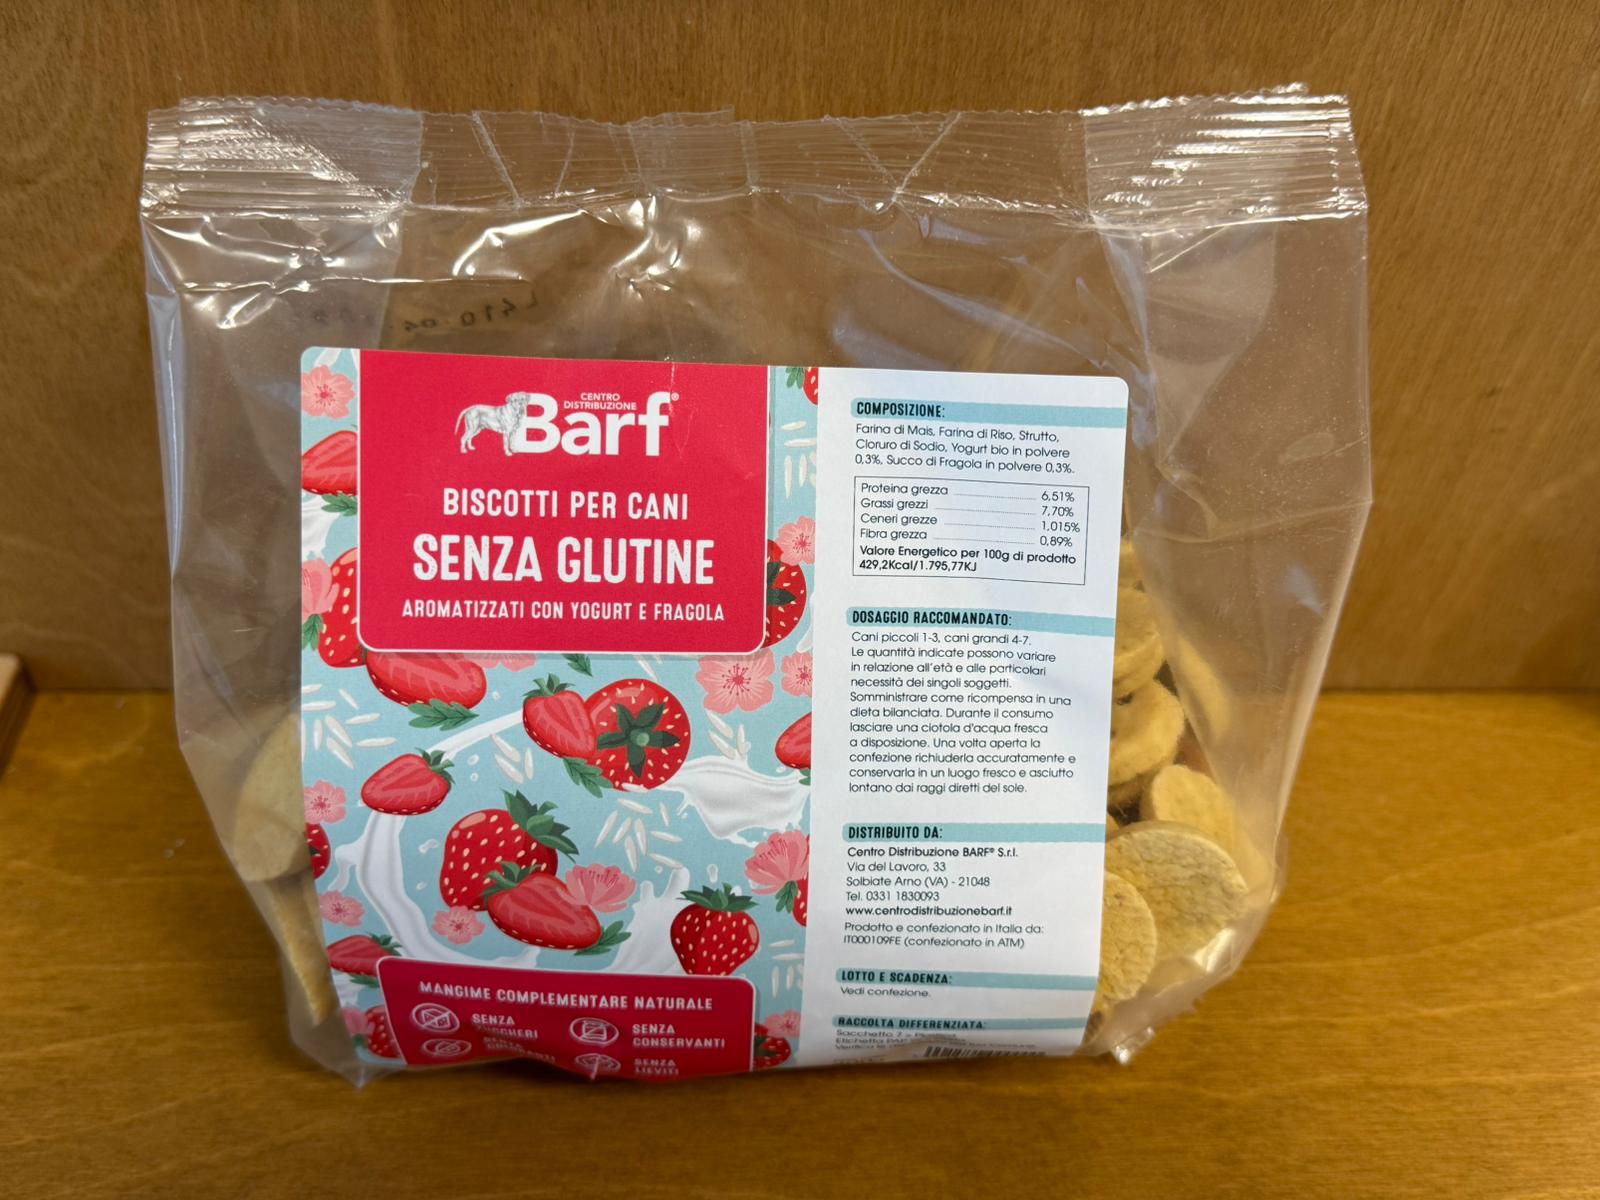 CENTRO
DISTRIBUZIONE
Barf®
BISCOTTI PER CANI
SENZA GLUTINE
AROMATIZZATI CON YOGURT E FRAGOLA
MANGIME COMPLEMENTARE NATURALE
SENZA
ZUCCHERI
SENZA
CONSERVANTI
SENZA
SENZA
LIEVITI
COMPOSIZIONE:
Farina di Mais, Farina di Riso, Strutto,
Cloruro di Sodio, Yogurt bio in polvere
0,3%, Succo di Fragola in polvere 0,3%.
Proteina grezza 6,51%
Grassi grezzi 7,70%
Ceneri grezze 1,015%
Fibra grezza 0,89%
Valore Energetico per 100g di prodotto
429,2Kcal/1.795,77KJ
DOSAGGIO RACCOMANDATO:
Cani piccoli 1-3, cani grandi 4-7.
Le quantità indicate possono variare
in relazione all'età e alle particolari
necessità dei singoli soggetti.
Somministrare come ricompensa in una
dieta bilanciata. Durante il consumo
lasciare una ciotola d'acqua fresca
a disposizione. Una volta aperta la
confezione richiuderla accuratamente e
conservarla in un luogo fresco e asciutto
lontano dai raggi diretti del sole.
DISTRIBUITO DA:
Centro Distribuzione BARF® S.r.l.
Via del Lavoro, 33
Solbiate Arno (VA) - 21048
Tel. 0331 1830093
www.centrodistribuzionebarf.it
Prodotto e confezionato in Italia da:
IT000109FE (confezionato in ATM)
LOTTO E SCADENZA:
Vedi confezione.
RACCOLTA DIFFERENZIATA:
Sacchetto 7 >
Etichetta
Verifica